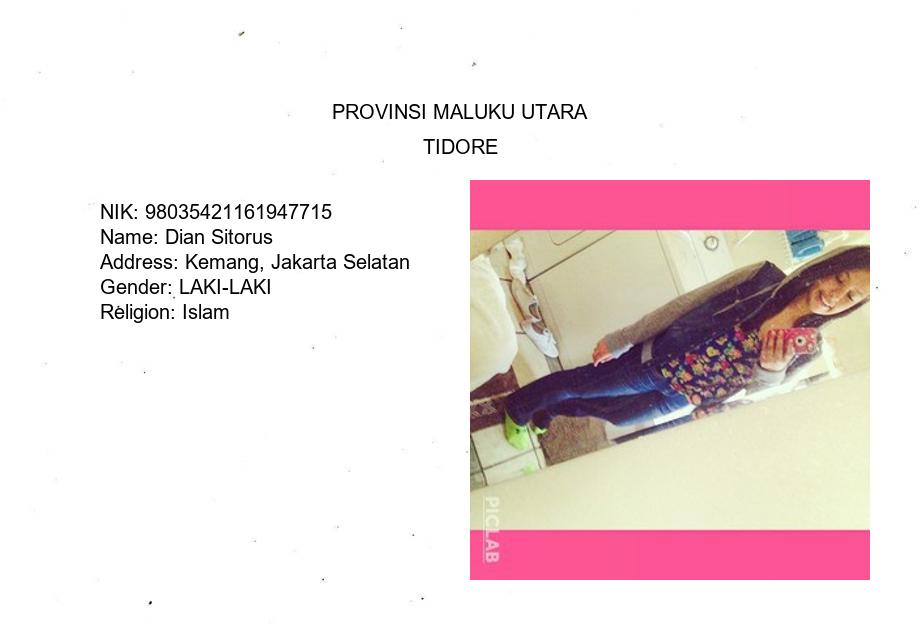 PROVINSI MALUKU UTARA
TIDORE
NIK: 98035421161947715
Name: Dian Sitorus
Address: Kemang, Jakarta Selatan
Gender: LAKI-LAKI
Religion: Islam
PICLAB